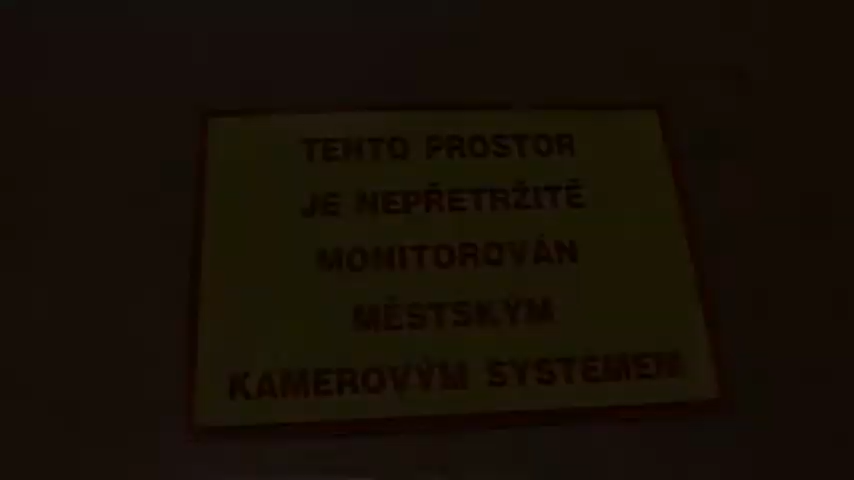 TENTO PROSTOR
JE NEPŘETRŽITĚ
MONITOROVÁN
MĚSTSKÝM
KAMEROVÝM SYSTÉMEM